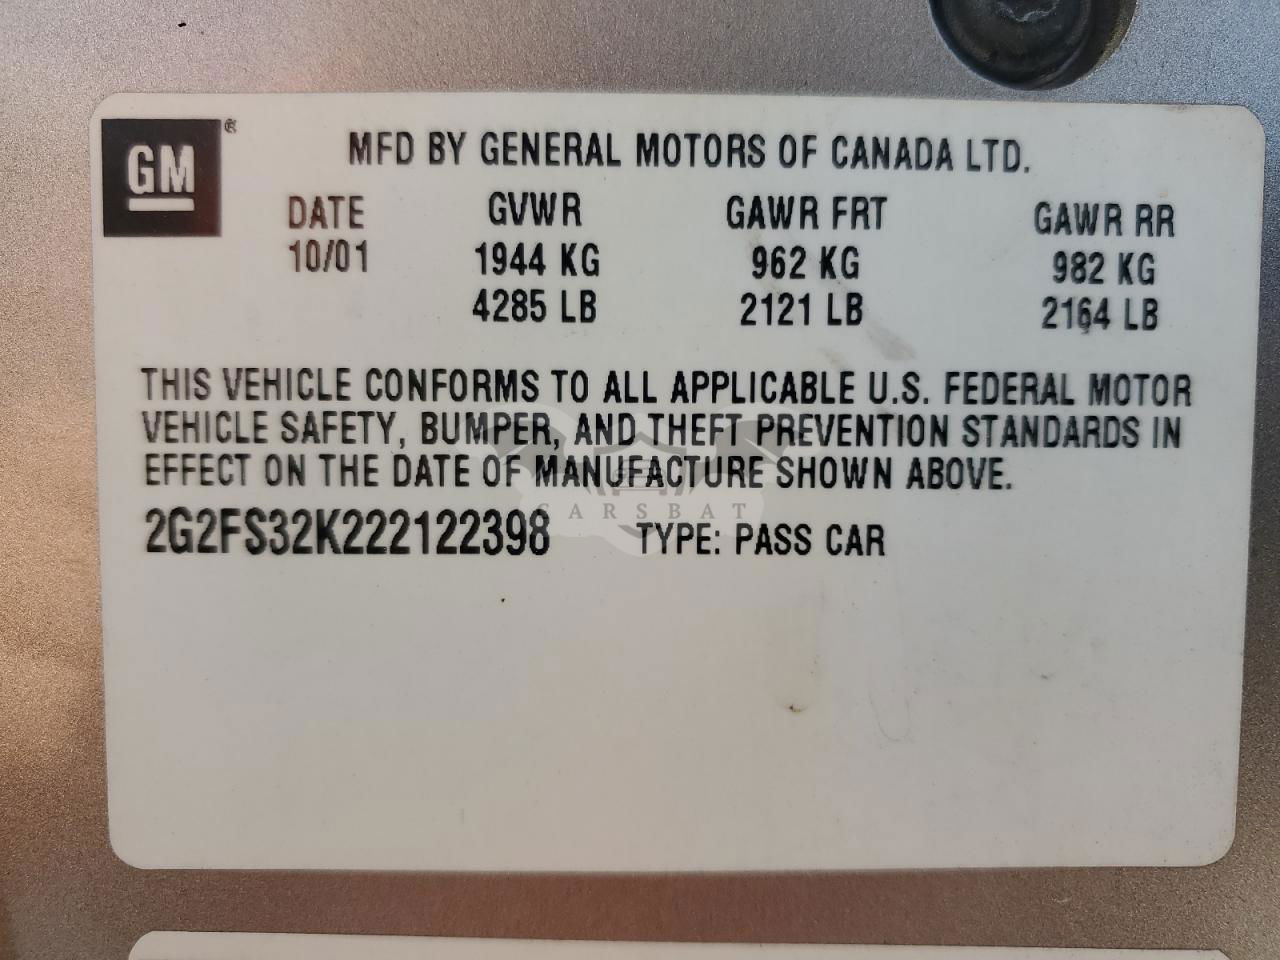 GM ®
MFD BY GENERAL MOTORS OF CANADA LTD.
DATE GVWR GAWR FRT GAWR RR
10/01 1944 KG 962 KG 982 KG
4285 LB 2121 LB 2164 LB
THIS VEHICLE CONFORMS TO ALL APPLICABLE U.S. FEDERAL MOTOR
VEHICLE SAFETY, BUMPER, AND THEFT PREVENTION STANDARDS IN
EFFECT ON THE DATE OF MANUFACTURE SHOWN ABOVE.
CARSBAT
2G2FS32K222122398 TYPE: PASS CAR